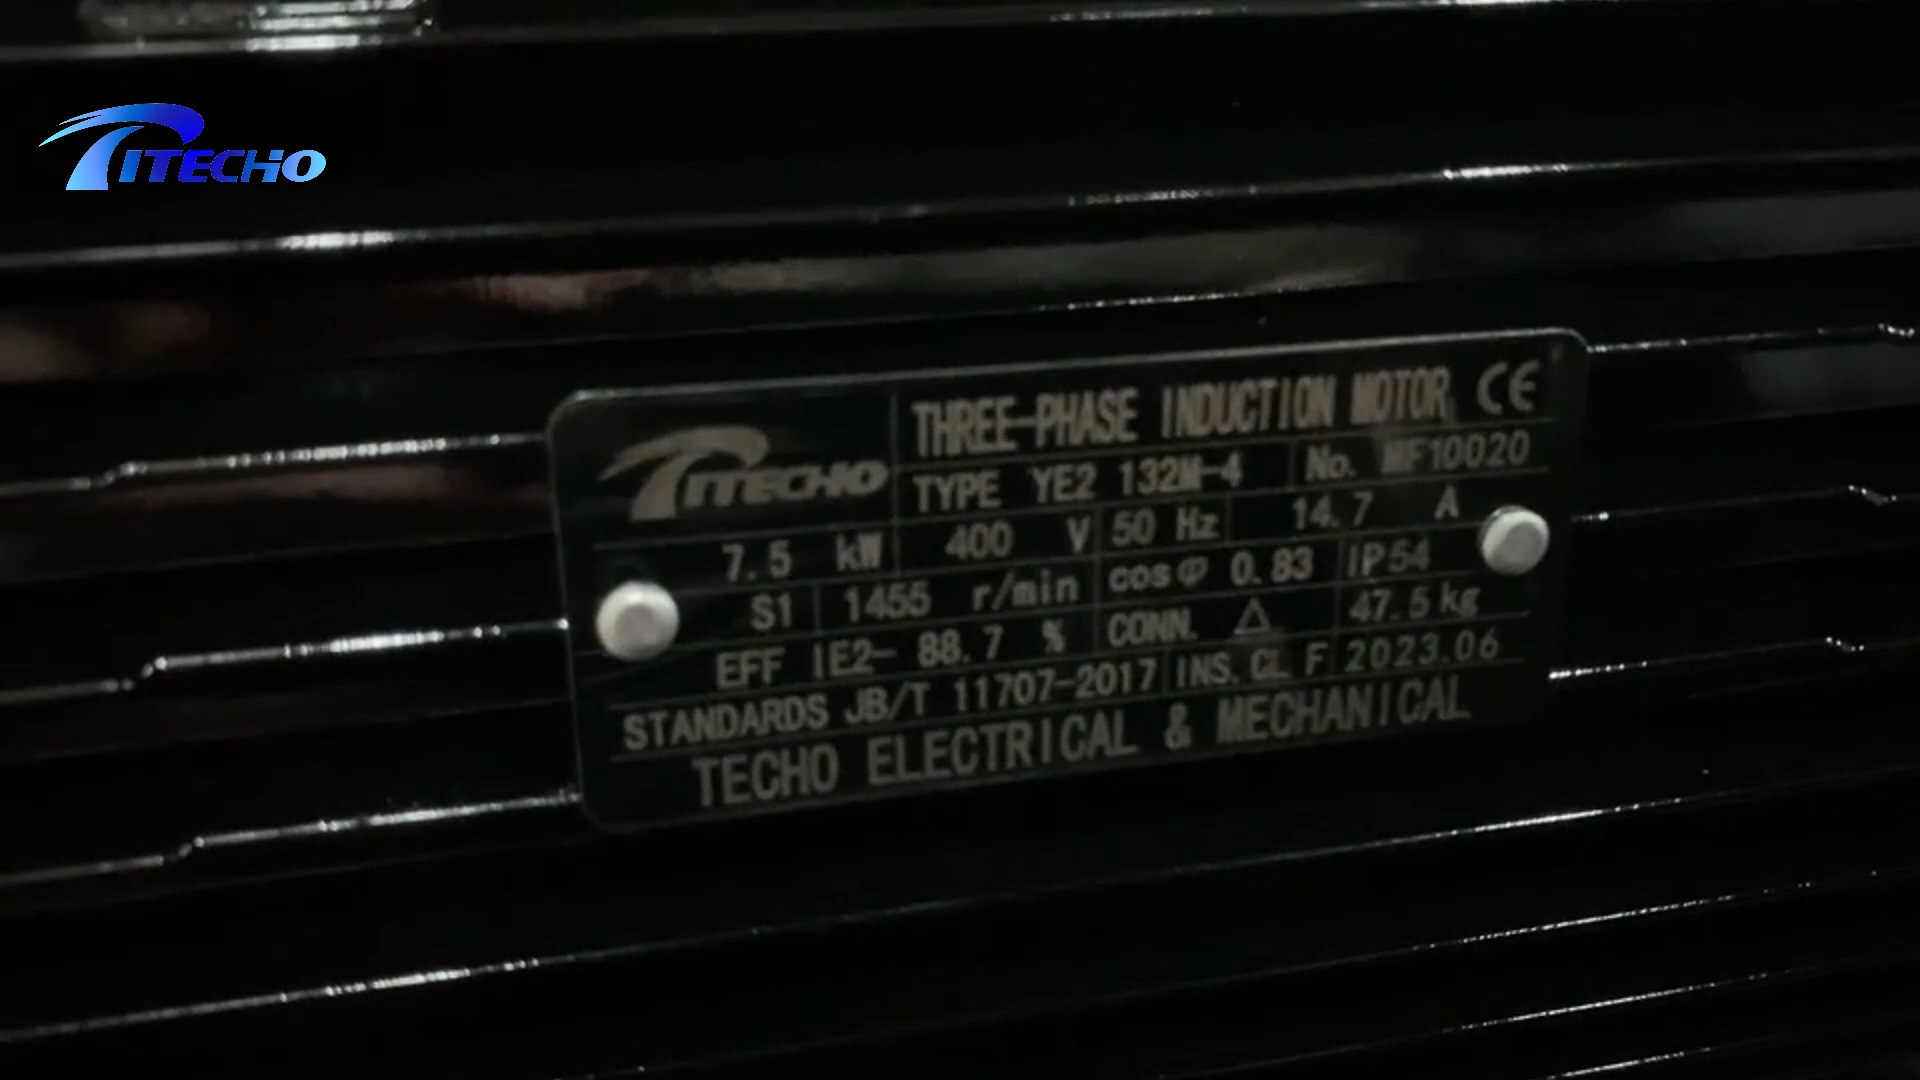 ITECHO
ITECHO
THREE-PHASE INDUCTION MOTOR CE
TYPE YE2 132M-4 No. MF10020
7.5 kW 400 V 50 Hz 14.7 A
S1 1455 r/min cosφ 0.83 IP54
EFF IE2- 88.7 % CONN. △ 47.5kg
STANDARDS JB/T 11707-2017 INS.CL F 2023.06
TECHO ELECTRICAL & MECHANICAL